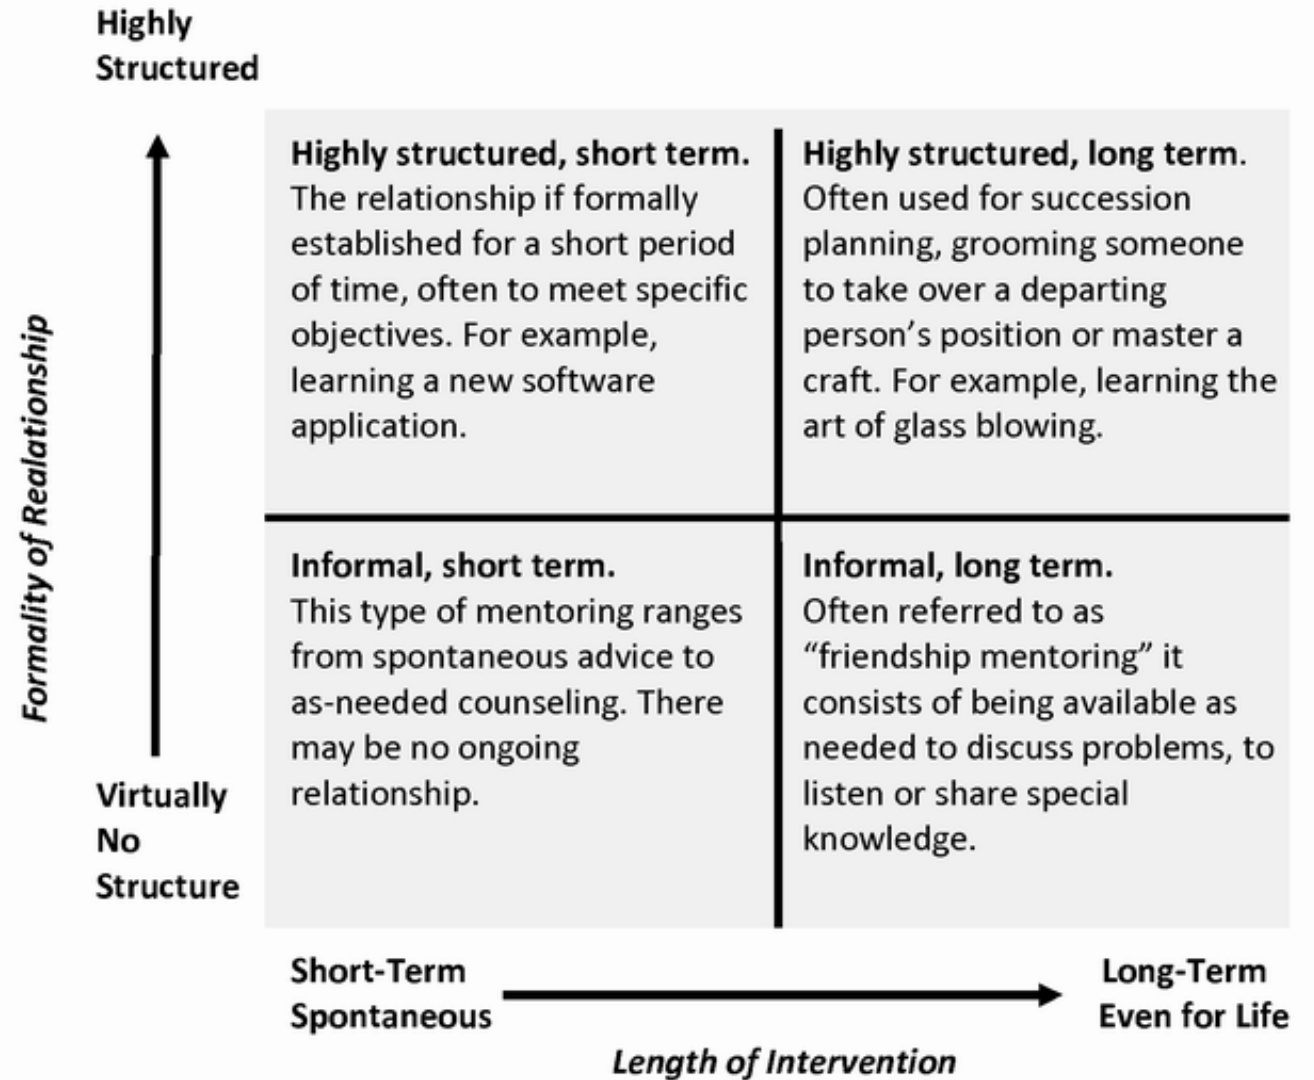 Highly
Structured
Formality of Realationship
Highly structured, short term.
The relationship if formally
established for a short period
of time, often to meet specific
objectives. For example,
learning a new software
application.
Highly structured, long term.
Often used for succession
planning, grooming someone
to take over a departing
person’s position or master a
craft. For example, learning the
art of glass blowing.
Informal, short term.
This type of mentoring ranges
from spontaneous advice to
as-needed counseling. There
may be no ongoing
relationship.
Informal, long term.
Often referred to as
“friendship mentoring” it
consists of being available as
needed to discuss problems, to
listen or share special
knowledge.
Virtually
No
Structure
Short-Term
Spontaneous
Long-Term
Even for Life
Length of Intervention